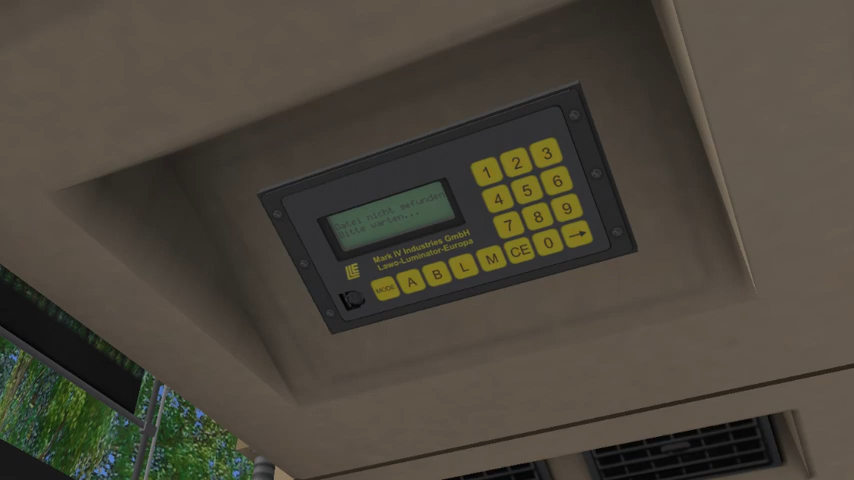 Datei nicht gefunden
Bitte warten...
Mark IV Industries GmbH
Lawo-Luminator-Europa
1 2 3
4 5 6
7 8 9
MODE A B L M CE 0 →